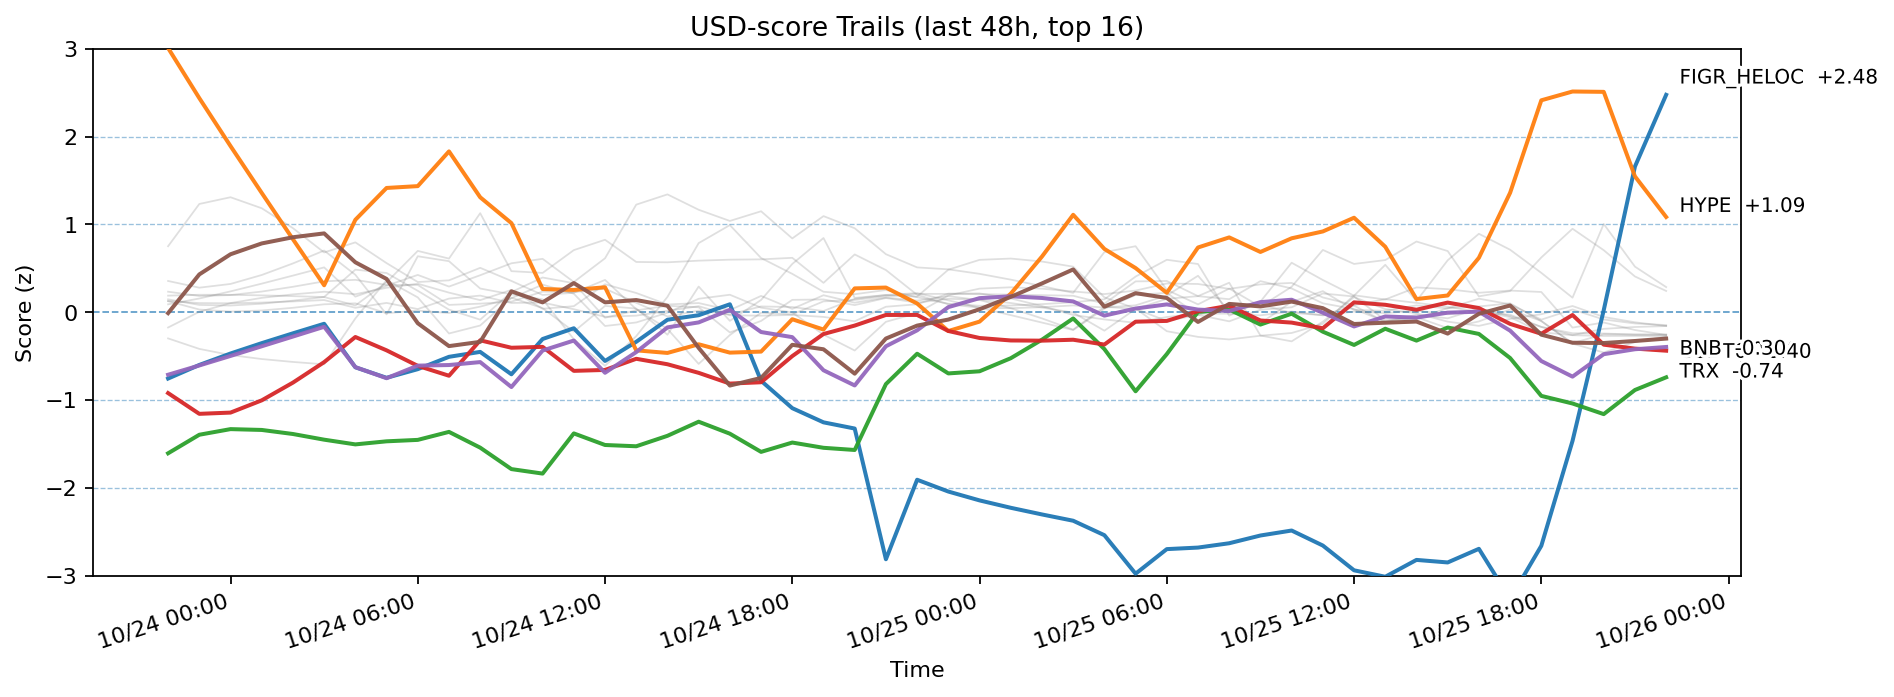 USD-score Trails (last 48h, top 16)
Score (z)
3
2
1
0
−1
−2
−3
FIGR_HELOC +2.48
HYPE +1.09
BNB -0.30
TRX -0.74
10/24 00:00
10/24 06:00
10/24 12:00
10/24 18:00
10/25 00:00
10/25 06:00
10/25 12:00
10/25 18:00
10/26 00:00
Time